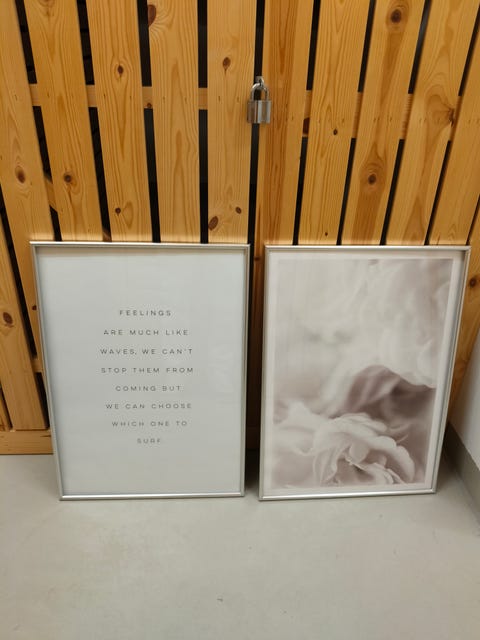 FEELINGS
ARE MUCH LIKE
WAVES, WE CAN'T
STOP THEM FROM
COMING BUT
WE CAN CHOOSE
WHICH ONE TO
SURF.